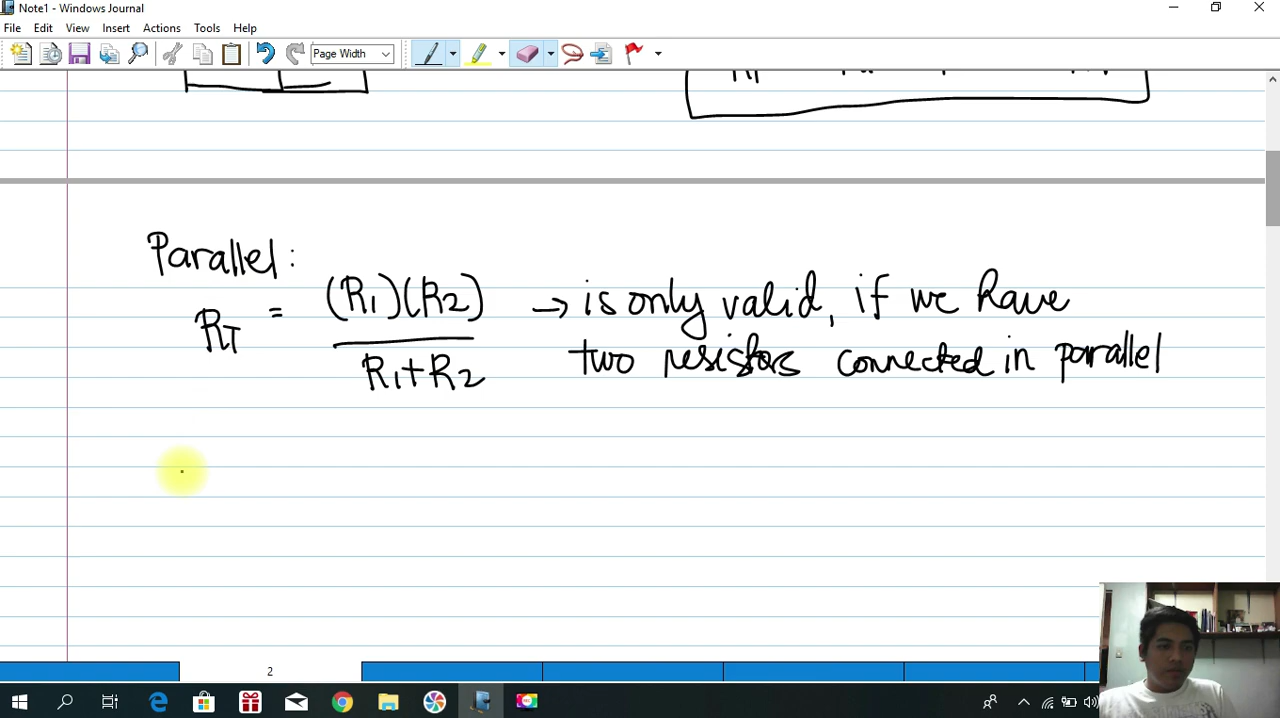 Note1 - Windows Journal
File Edit View Insert Actions Tools Help
Page Width
Parallel:
RT = (R1)(R2) → is only valid, if we have
R1+R2 two resistors connected in parallel
2